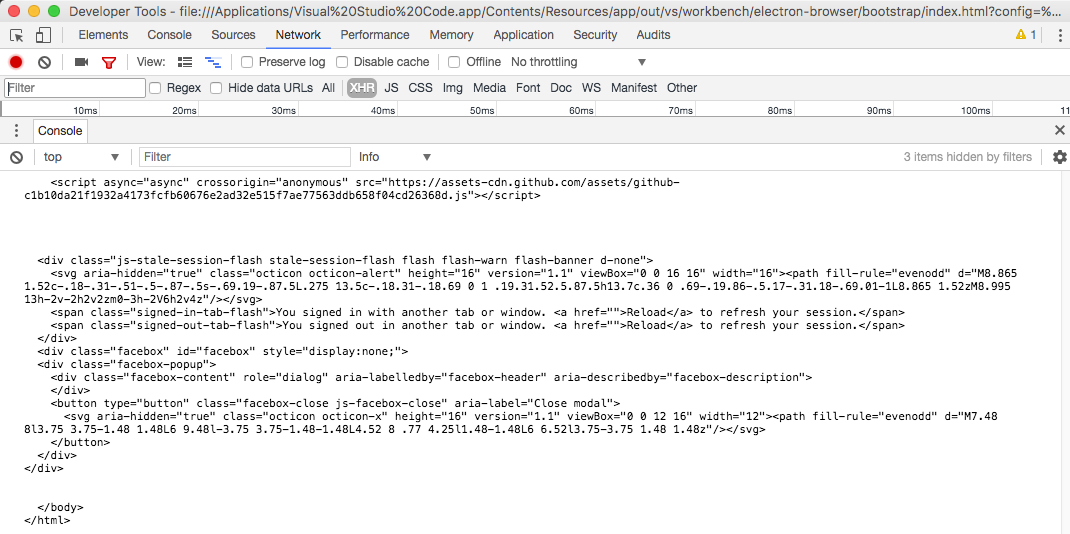 Developer Tools - file:///Applications/Visual%20Studio%20Code.app/Contents/Resources/app/out/vs/workbench/electron-browser/bootstrap/index.html?config=%...
Elements Console Sources Network Performance Memory Application Security Audits 1
View: Preserve log Disable cache Offline No throttling
Filter Regex Hide data URLs All XHR JS CSS Img Media Font Doc WS Manifest Other
10ms 20ms 30ms 40ms 50ms 60ms 70ms 80ms 90ms 100ms 11
Console
top Filter Info 3 items hidden by filters
<script async="async" crossorigin="anonymous" src="https://assets-cdn.github.com/assets/github-
c1b10da21f1932a4173fcfb60676e2ad32e515f7ae77563ddb658f04cd26368d.js"></script>
<div class="js-stale-session-flash stale-session-flash flash flash-warn flash-banner d-none">
<svg aria-hidden="true" class="octicon octicon-alert" height="16" version="1.1" viewBox="0 0 16 16" width="16"><path fill-rule="evenodd" d="M8.865
1.52c-.18-.31-.51-.5-.87-.5s-.69.19-.87.5L.275 13.5c-.18.31-.18.69 0 1 .19.31.52.5.87.5h13.7c.36 0 .69-.19.86-.5.17-.31.18-.69.01-1L8.865 1.52zM8.995
13h-2v-2h2v2zm0-3h-2V6h2v4z"/></svg>
<span class="signed-in-tab-flash">You signed in with another tab or window. <a href="">Reload</a> to refresh your session.</span>
<span class="signed-out-tab-flash">You signed out in another tab or window. <a href="">Reload</a> to refresh your session.</span>
</div>
<div class="facebox" id="facebox" style="display:none;">
<div class="facebox-popup">
<div class="facebox-content" role="dialog" aria-labelledby="facebox-header" aria-describedby="facebox-description">
</div>
<button type="button" class="facebox-close js-facebox-close" aria-label="Close modal">
<svg aria-hidden="true" class="octicon octicon-x" height="16" version="1.1" viewBox="0 0 12 16" width="12"><path fill-rule="evenodd" d="M7.48
8l3.75 3.75-1.48 1.48L6 9.48l-3.75 3.75-1.48-1.48L4.52 8 .77 4.25l1.48-1.48L6 6.52l3.75-3.75 1.48 1.48z"/></svg>
</button>
</div>
</div>
</body>
</html>